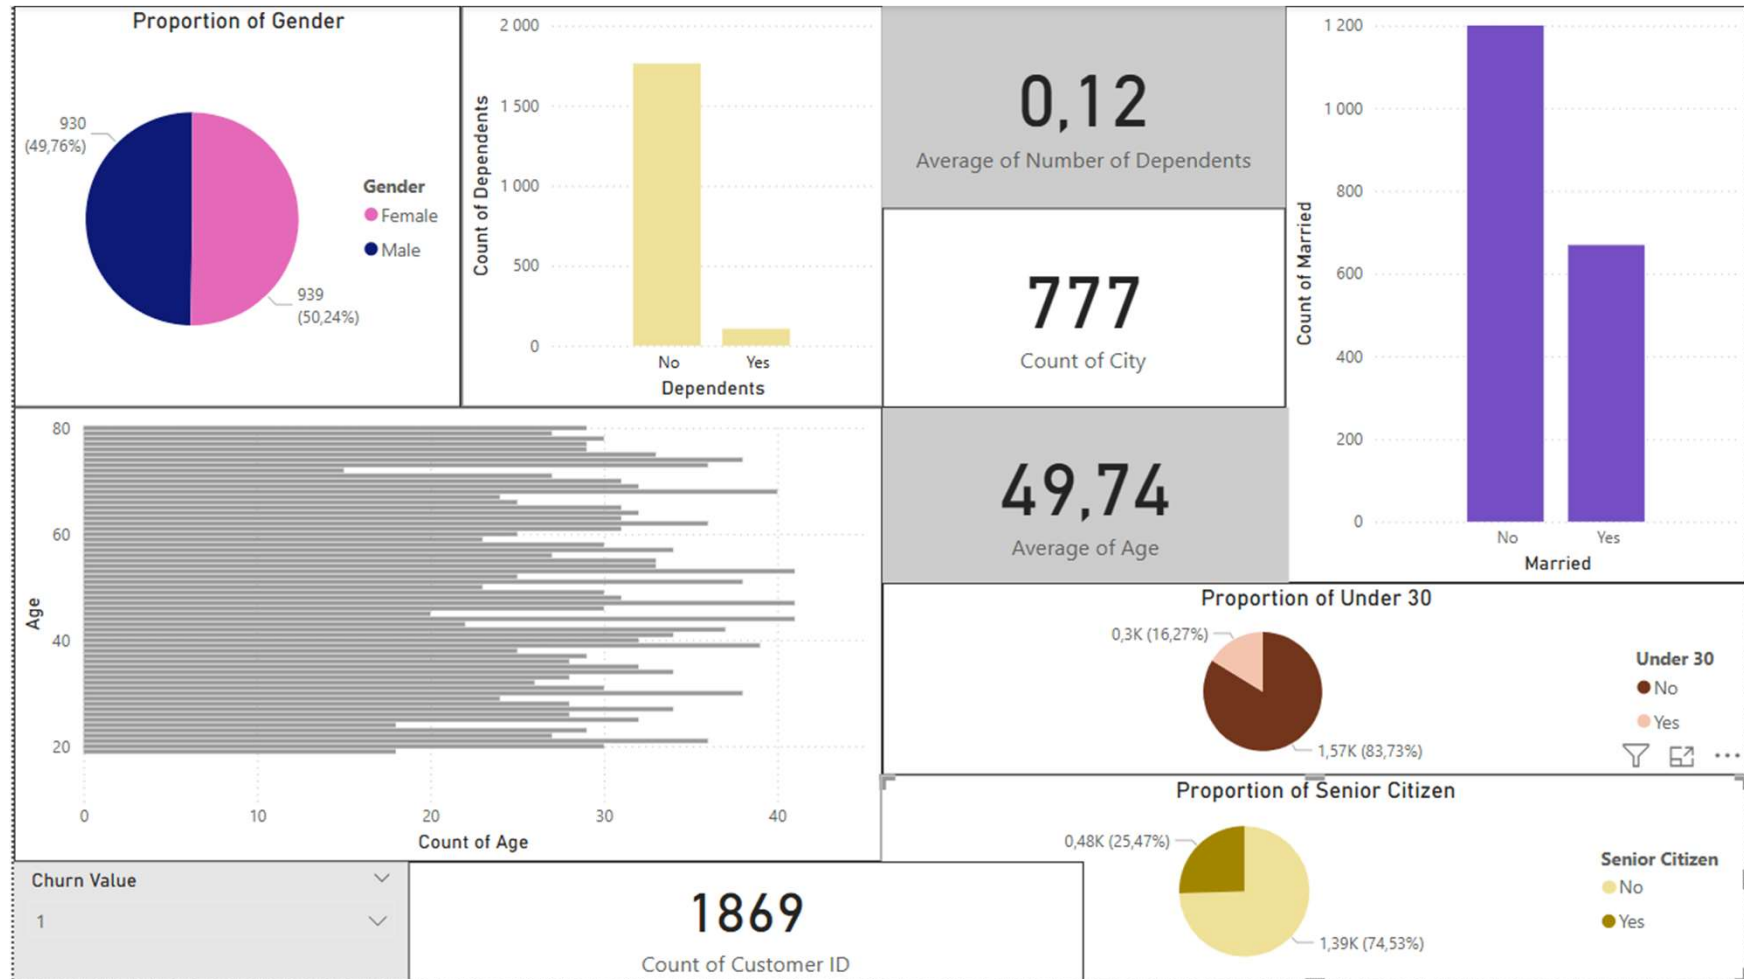 Proportion of Gender
930
(49,76%)
939
(50,24%)
Gender
Female
Male
2 000
1 500
1 000
500
0
Count of Dependents
No
Yes
Dependents
0,12
Average of Number of Dependents
777
Count of City
49,74
Average of Age
1 200
1 000
800
600
400
200
0
Count of Married
No
Yes
Married
80
60
40
20
Age
0
10
20
30
40
Count of Age
Proportion of Under 30
0,3K (16,27%)
1,57K (83,73%)
Under 30
No
Yes
Proportion of Senior Citizen
0,48K (25,47%)
1,39K (74,53%)
Senior Citizen
No
Yes
Churn Value
1
1869
Count of Customer ID